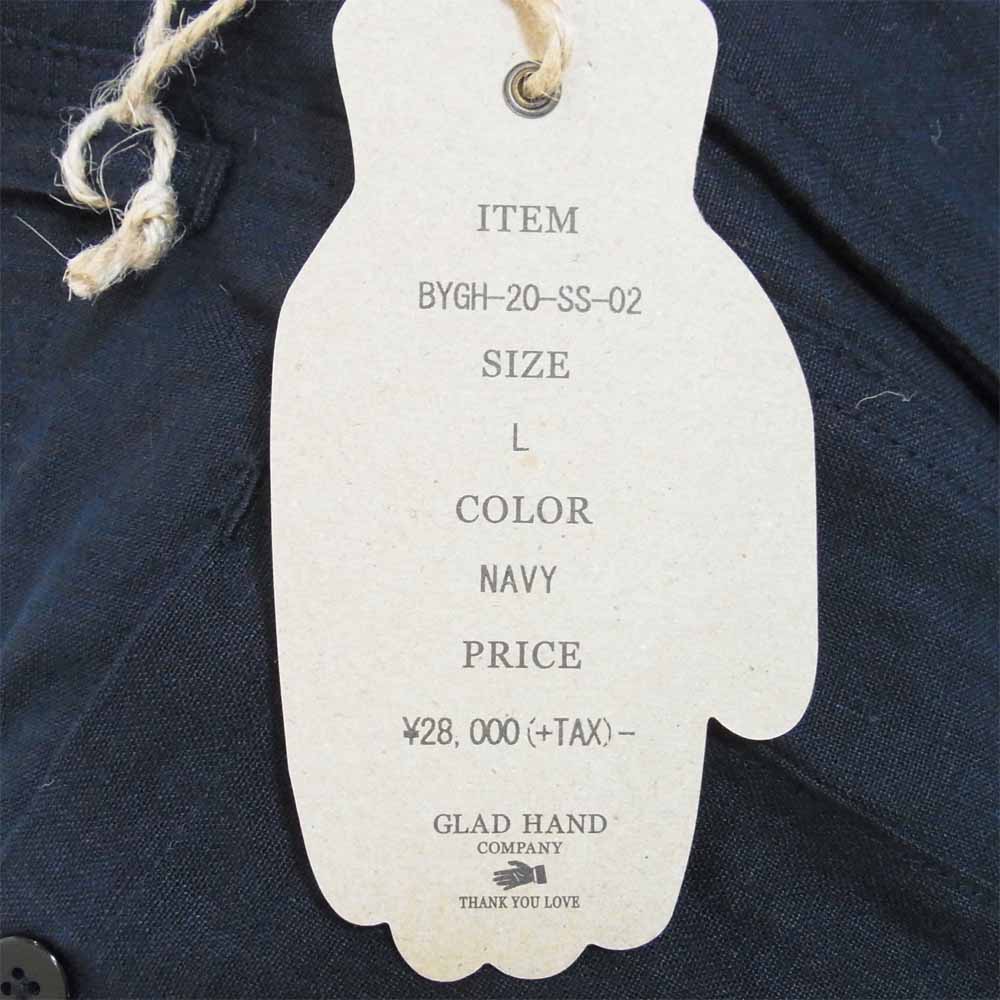 ITEM
BYGH-20-SS-02
SIZE
L
COLOR
NAVY
PRICE
¥28,000(+TAX)-
GLAD HAND
COMPANY
THANK YOU LOVE